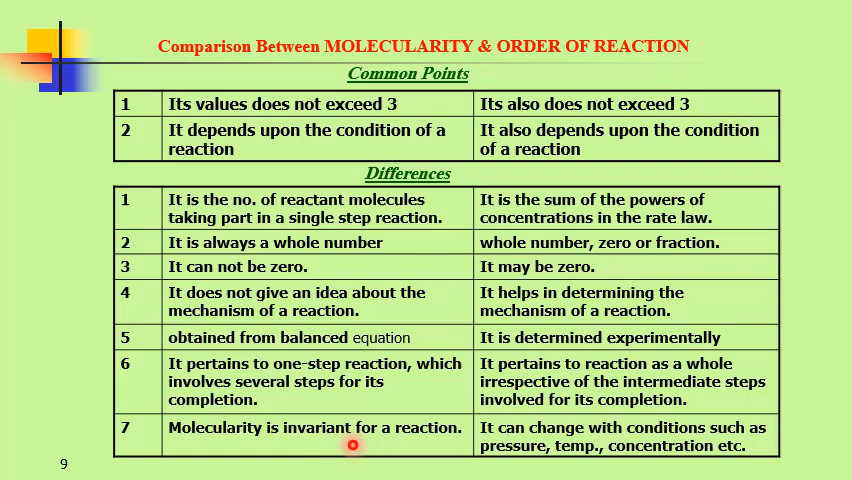 Comparison Between MOLECULARITY & ORDER OF REACTION
Common Points
1 Its values does not exceed 3 Its also does not exceed 3
2 It depends upon the condition of a It also depends upon the condition
reaction of a reaction
Differences
1 It is the no. of reactant molecules It is the sum of the powers of
taking part in a single step reaction. concentrations in the rate law.
2 It is always a whole number whole number, zero or fraction.
3 It can not be zero. It may be zero.
4 It does not give an idea about the It helps in determining the
mechanism of a reaction. mechanism of a reaction.
5 obtained from balanced equation It is determined experimentally
6 It pertains to one-step reaction, which It pertains to reaction as a whole
involves several steps for its irrespective of the intermediate steps
completion. involved for its completion.
7 Molecularity is invariant for a reaction. It can change with conditions such as
pressure, temp., concentration etc.
9